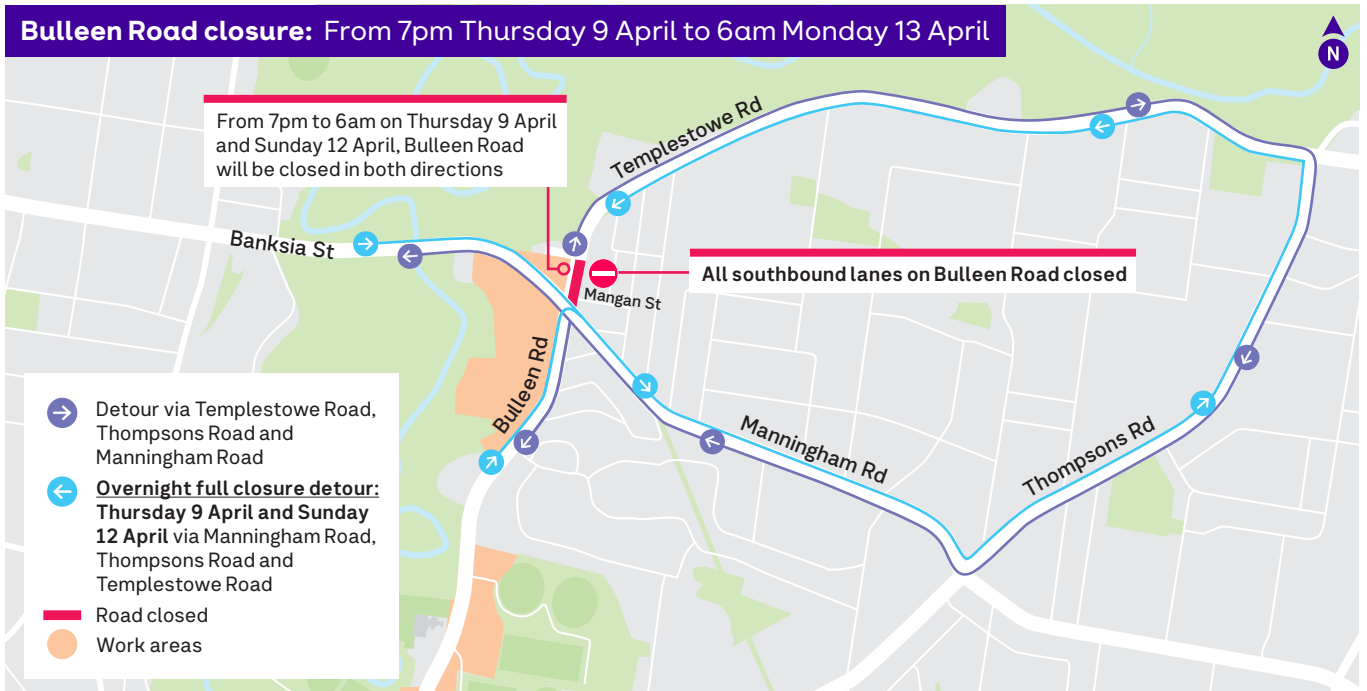 Bulleen Road closure: From 7pm Thursday 9 April to 6am Monday 13 April
N
From 7pm to 6am on Thursday 9 April
and Sunday 12 April, Bulleen Road
will be closed in both directions
Templestowe Rd
Banksia St
All southbound lanes on Bulleen Road closed
Mangan St
Bulleen Rd
Manningham Rd
Thompsons Rd
Detour via Templestowe Road,
Thompsons Road and
Manningham Road
Overnight full closure detour:
Thursday 9 April and Sunday
12 April via Manningham Road,
Thompsons Road and
Templestowe Road
Road closed
Work areas